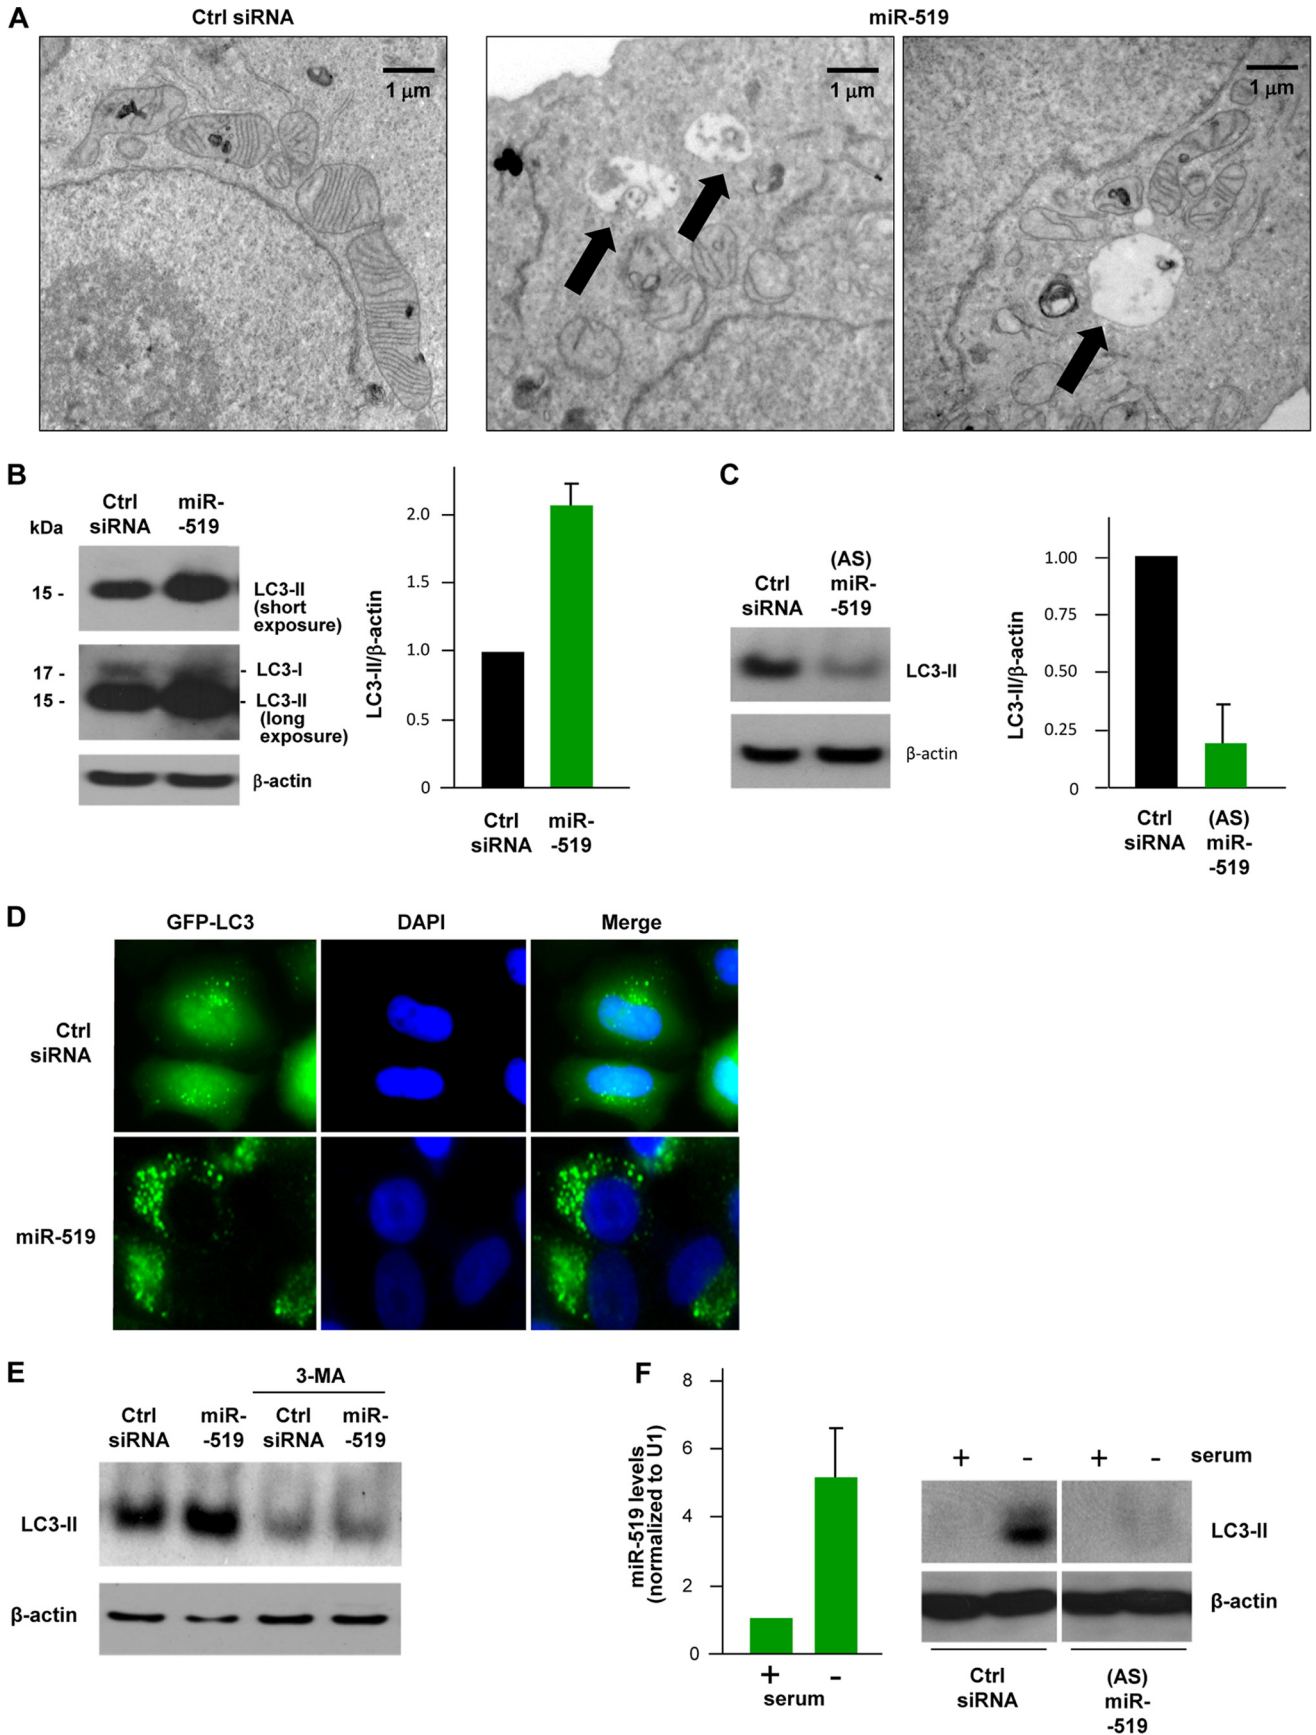 A
Ctrl siRNA
miR-519
1 μm
1 μm
1 μm
B
Ctrl
siRNA
miR-
-519
kDa
15 -
LC3-II
(short
exposure)
17 -
- LC3-I
15 -
- LC3-II
(long
exposure)
β-actin
LC3-II/β-actin
2.0
1.5
1.0
0.5
0
Ctrl
siRNA
miR-
-519
C
Ctrl
siRNA
(AS)
miR-
-519
LC3-II
β-actin
LC3-II/β-actin
1.00
0.75
0.50
0.25
0
Ctrl
siRNA
(AS)
miR-
-519
D
GFP-LC3
DAPI
Merge
Ctrl
siRNA
miR-519
E
3-MA
Ctrl
siRNA
miR-
-519
Ctrl
siRNA
miR-
-519
LC3-II
β-actin
F
miR-519 levels
(normalized to U1)
8
6
4
2
0
+ -
serum
+ - + - serum
LC3-II
β-actin
Ctrl
siRNA
(AS)
miR-
-519